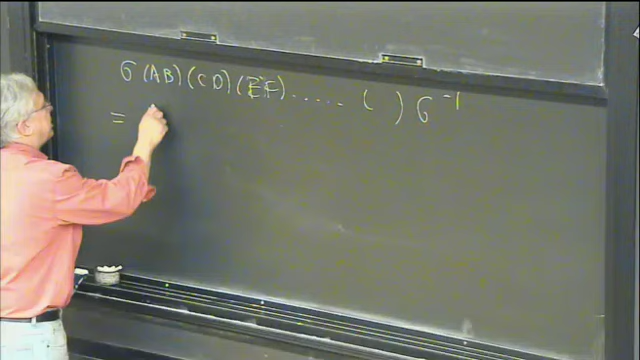 σ (AB) (CD) (EF) ..... ( ) σ⁻¹
=